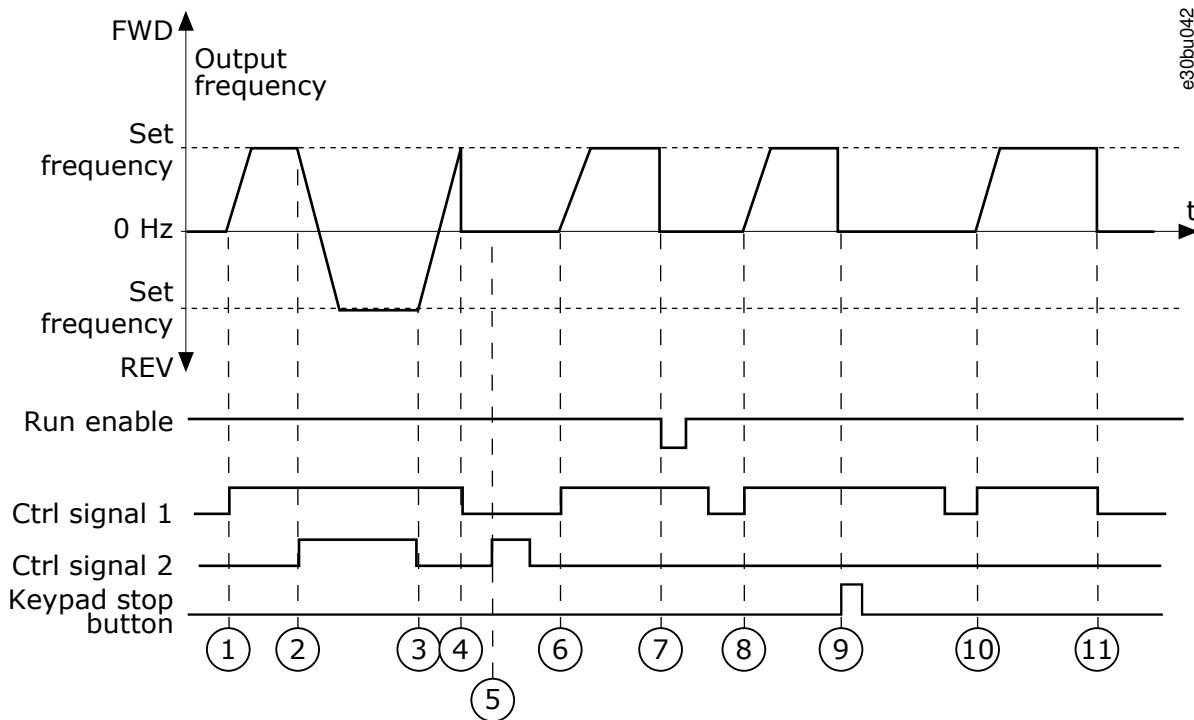 FWD
Output
frequency
Set
frequency
0 Hz
t
Set
frequency
REV
Run enable
Ctrl signal 1
Ctrl signal 2
Keypad stop
button
1
2
3
4
5
6
7
8
9
10
11
e30bu042